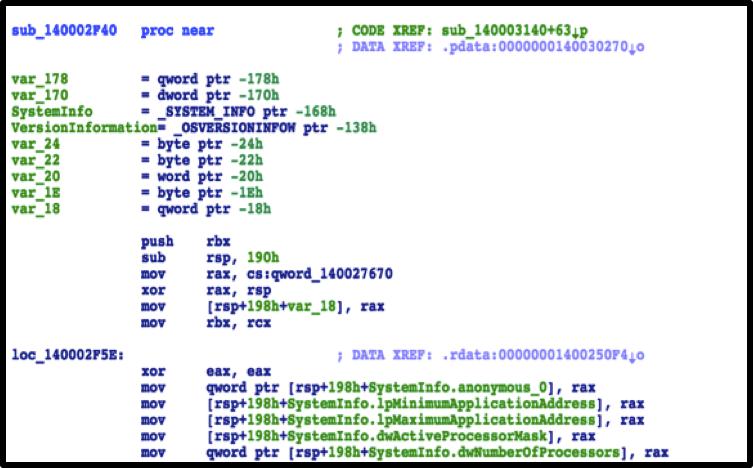 sub_140002F40 proc near ; CODE XREF: sub_140003140+63↓p
; DATA XREF: .pdata:0000000140030270↓o
var_178 = qword ptr -178h
var_170 = dword ptr -170h
SystemInfo = _SYSTEM_INFO ptr -168h
VersionInformation= _OSVERSIONINFOW ptr -138h
var_24 = byte ptr -24h
var_22 = byte ptr -22h
var_20 = word ptr -20h
var_1E = byte ptr -1Eh
var_18 = qword ptr -18h
push rbx
sub rsp, 190h
mov rax, cs:qword_140027670
xor rax, rsp
mov [rsp+198h+var_18], rax
mov rbx, rcx
loc_140002F5E: ; DATA XREF: .rdata:00000001400250F4↓o
xor eax, eax
mov qword ptr [rsp+198h+SystemInfo.anonymous_0], rax
mov [rsp+198h+SystemInfo.lpMinimumApplicationAddress], rax
mov [rsp+198h+SystemInfo.lpMaximumApplicationAddress], rax
mov [rsp+198h+SystemInfo.dwActiveProcessorMask], rax
mov qword ptr [rsp+198h+SystemInfo.dwNumberOfProcessors], rax